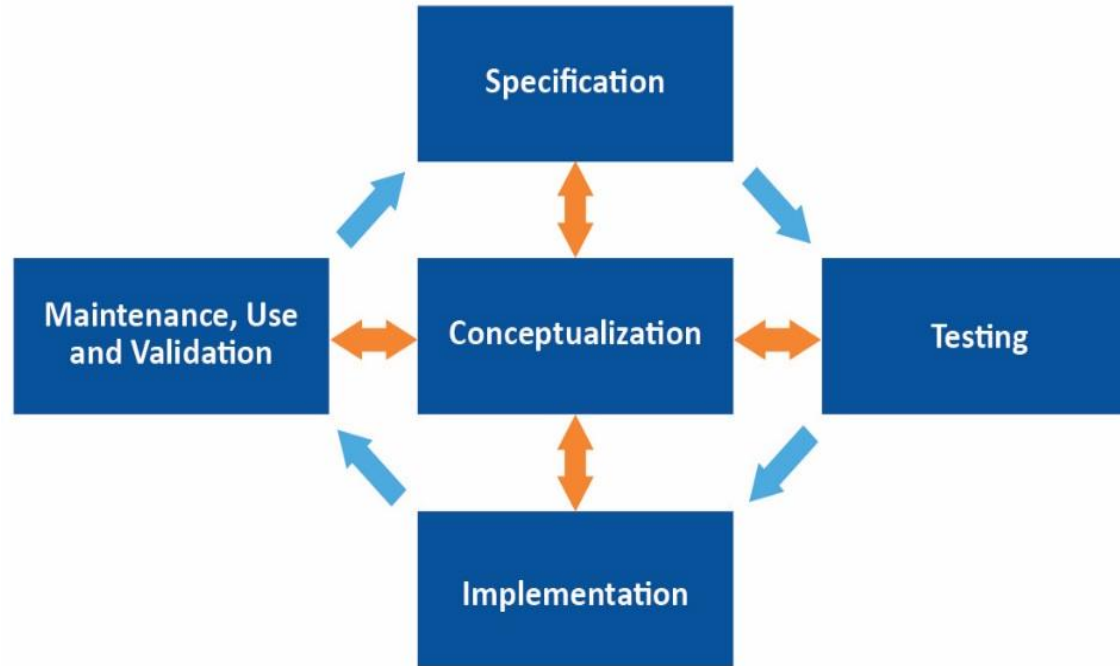 Specification
Maintenance, Use
and Validation
Conceptualization
Testing
Implementation